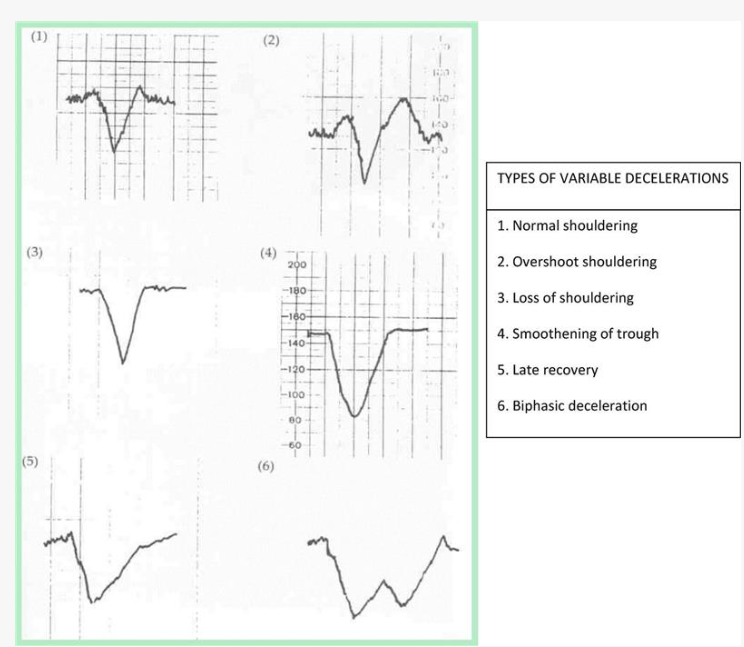 (1)
(2)
160
TYPES OF VARIABLE DECELERATIONS
1. Normal shouldering
2. Overshoot shouldering
3. Loss of shouldering
4. Smoothening of trough
5. Late recovery
6. Biphasic deceleration
(3)
(4)
200
180
160
140
120
100
80
60
(5)
(6)